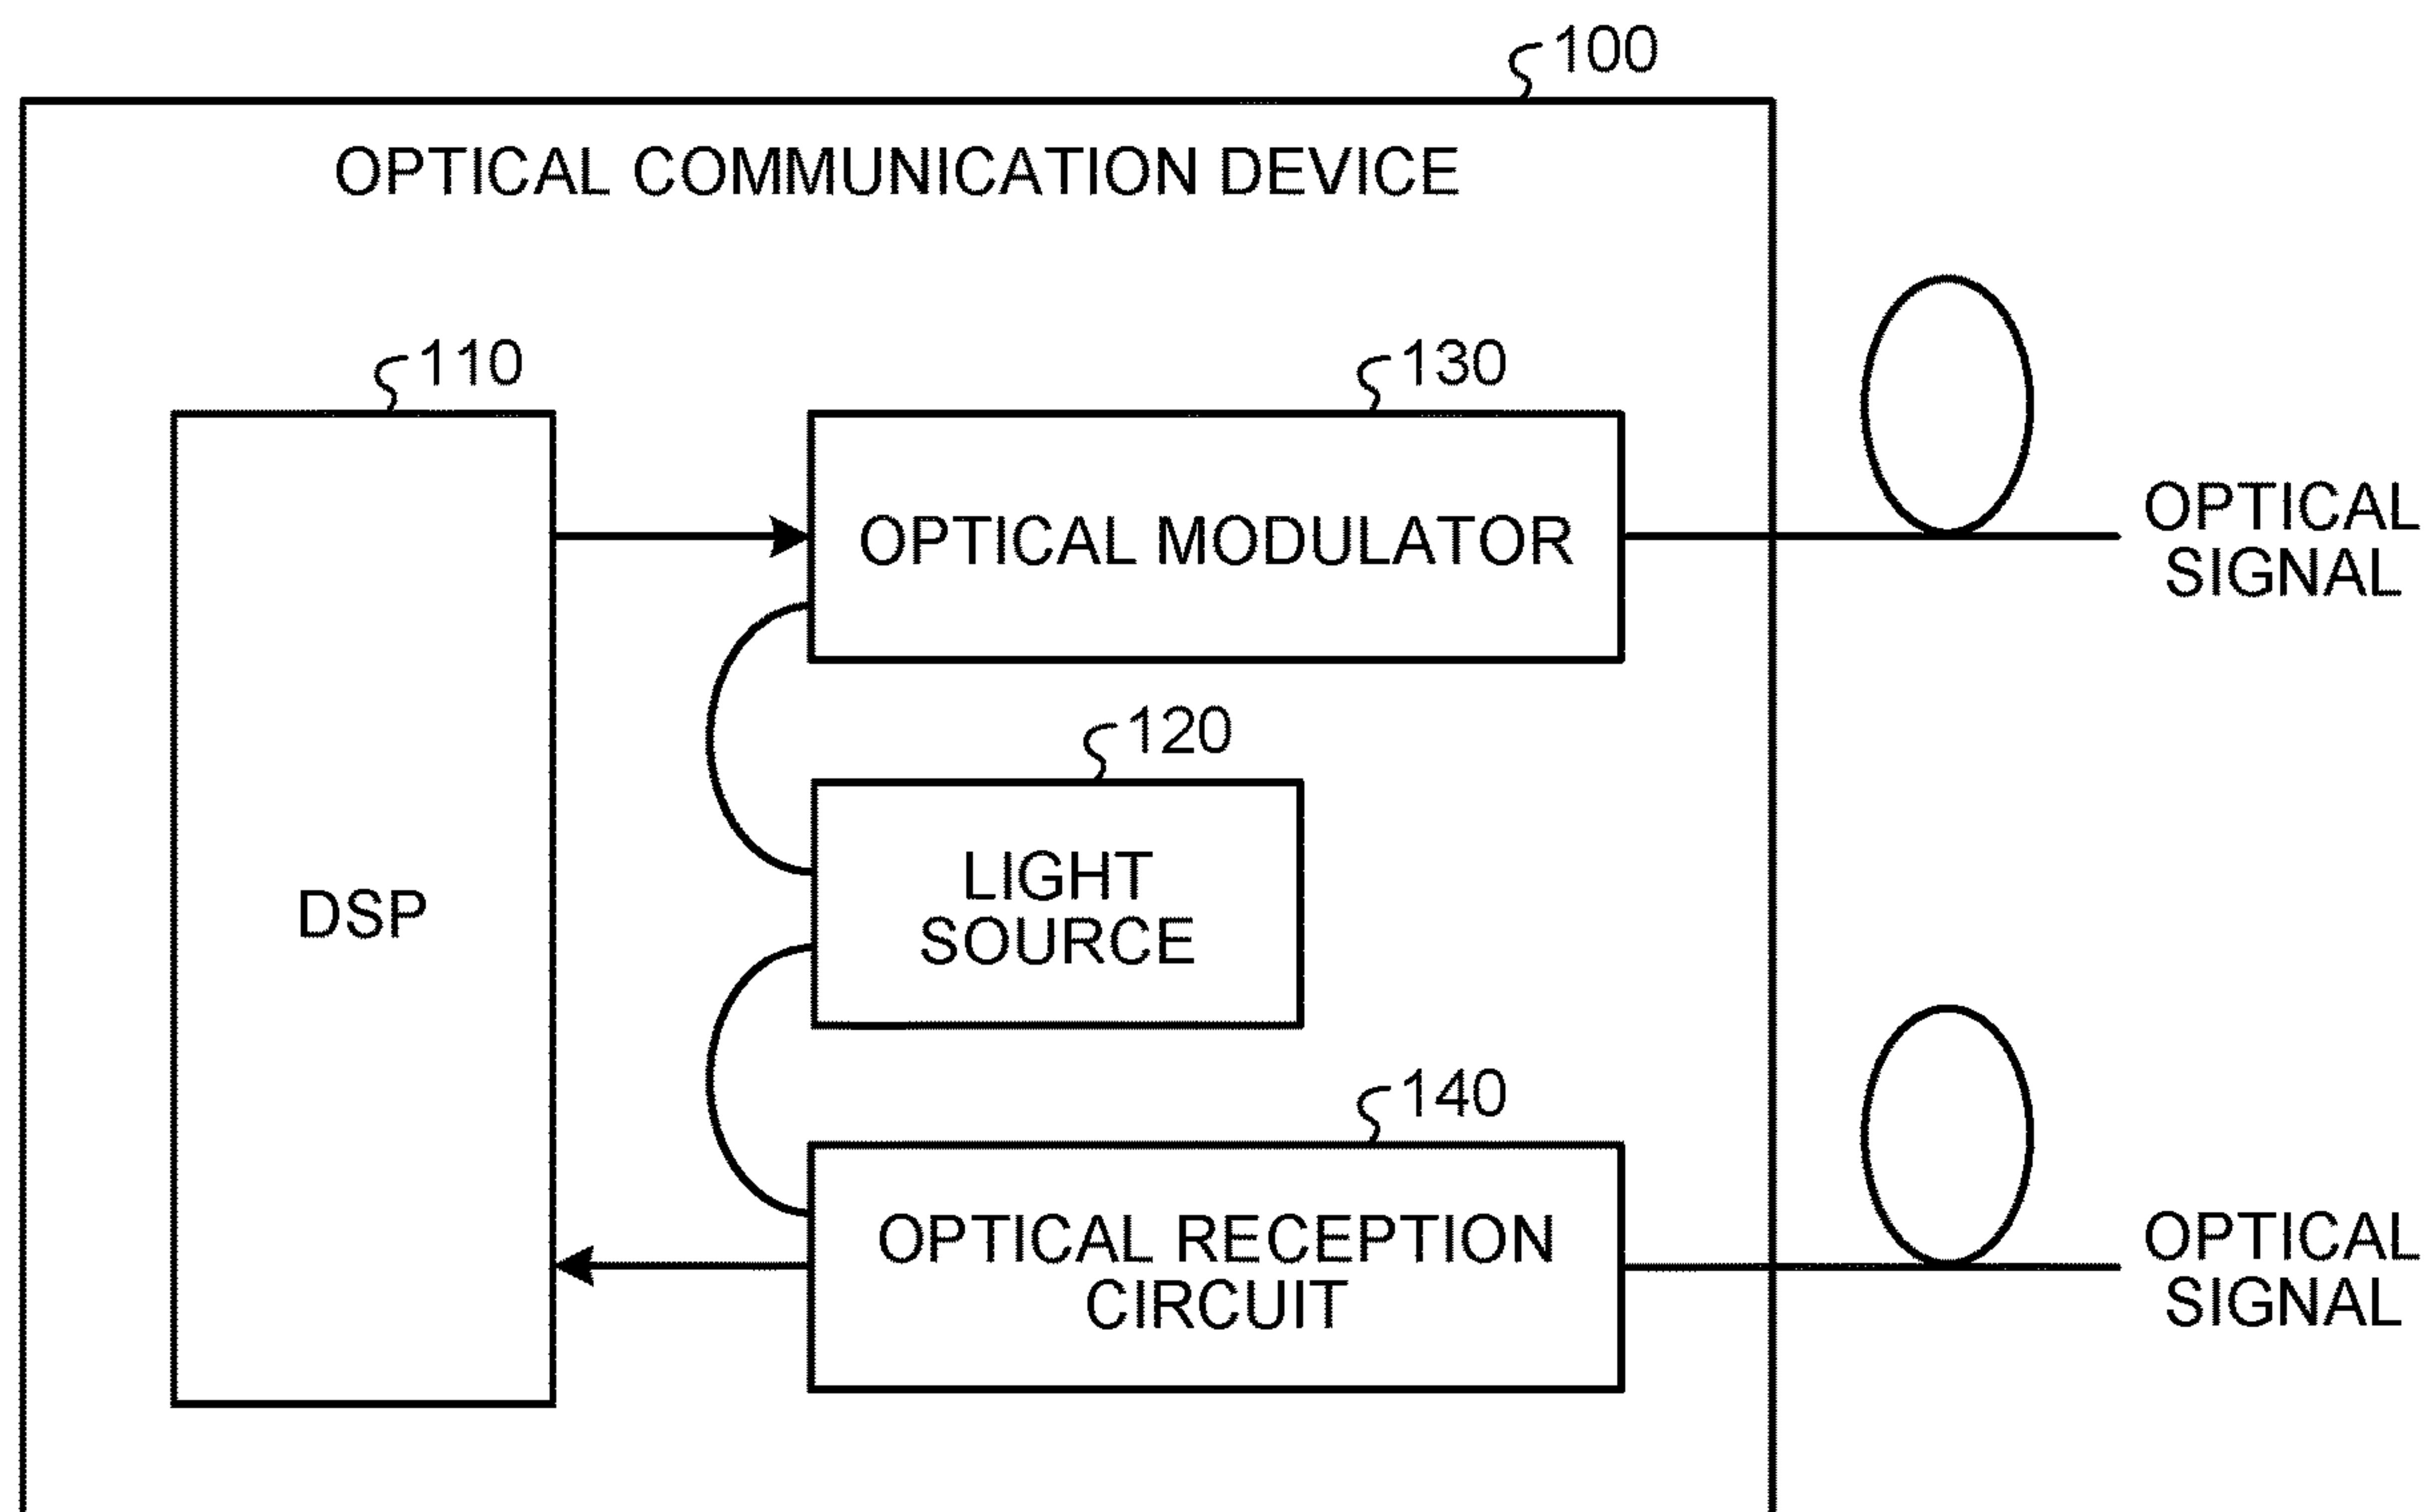 100
OPTICAL COMMUNICATION DEVICE
110
130
OPTICAL MODULATOR
OPTICAL
SIGNAL
120
LIGHT
SOURCE
DSP
140
OPTICAL RECEPTION
CIRCUIT
OPTICAL
SIGNAL